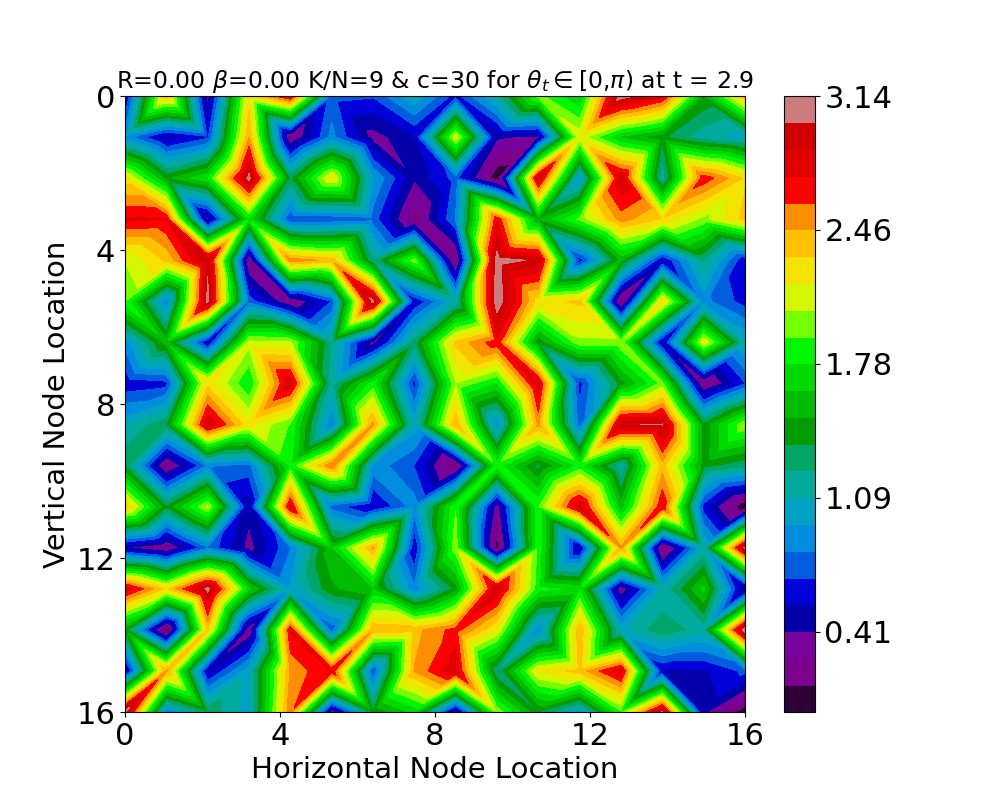 R=0.00 β=0.00 K/N=9 & c=30 for θₜ∈[0,π) at t = 2.9
0
4
8
12
16
Vertical Node Location
0 4 8 12 16
Horizontal Node Location
3.14
2.46
1.78
1.09
0.41